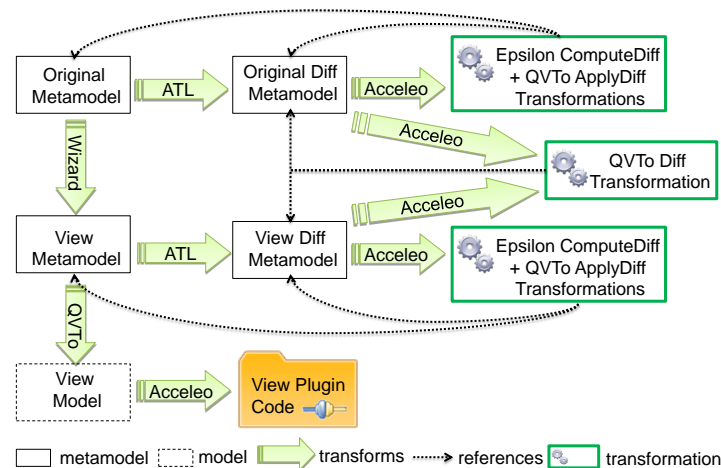 Original
Metamodel
ATL
Original Diff
Metamodel
Acceleo
Epsilon ComputeDiff
+ QVTo ApplyDiff
Transformations
Acceleo
Wizard
QVTo Diff
Transformation
Acceleo
View
Metamodel
ATL
View Diff
Metamodel
Acceleo
Epsilon ComputeDiff
+ QVTo ApplyDiff
Transformations
QVTo
View
Model
Acceleo
View Plugin
Code
metamodel
model
transforms
references
transformation